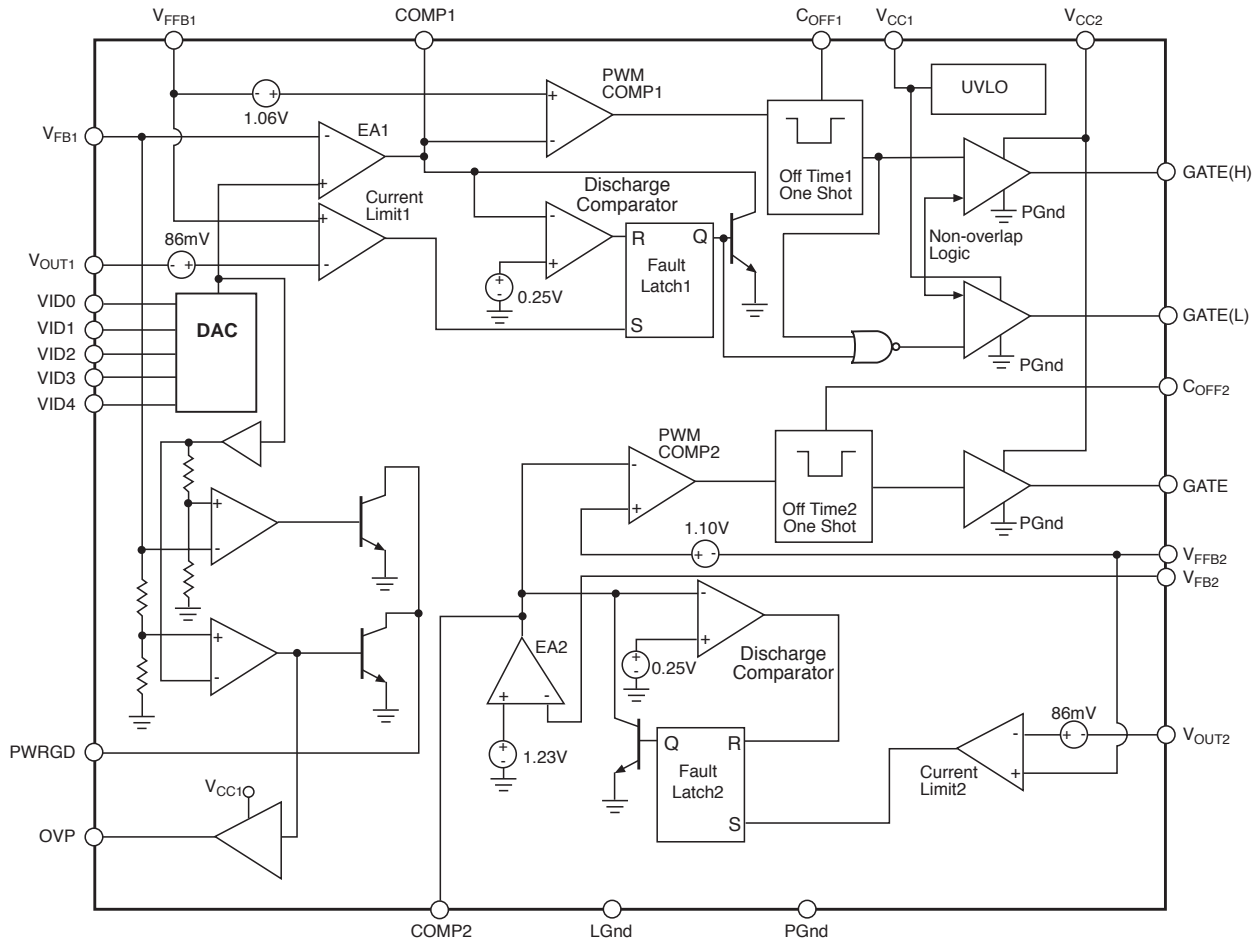 VFFB1 COMP1 COFF1 VCC1 VCC2
PWM
COMP1
UVLO
- +
1.06V
+
-
VFB1
EA1
-
+
Off Time1
One Shot
GATE(H)
PGnd
Current
Limit1
+
-
Discharge
Comparator
-
+
Non-overlap
Logic
86mV
- +
VOUT1
R Q
Fault
Latch1
S
+
-
0.25V
VID0
VID1
VID2
VID3
VID4
DAC
GATE(L)
PGnd
COFF2
PWM
COMP2
-
+
Off Time2
One Shot
GATE
PGnd
+
-
1.10V
+ -
VFFB2
VFB2
+
-
EA2
+ -
-
+
Discharge
Comparator
+
-
0.25V
86mV
- + -
+
VOUT2
Current
Limit2
+
-
1.23V
Q R
Fault
Latch2
S
PWRGD
VCC1
OVP
COMP2 LGnd PGnd